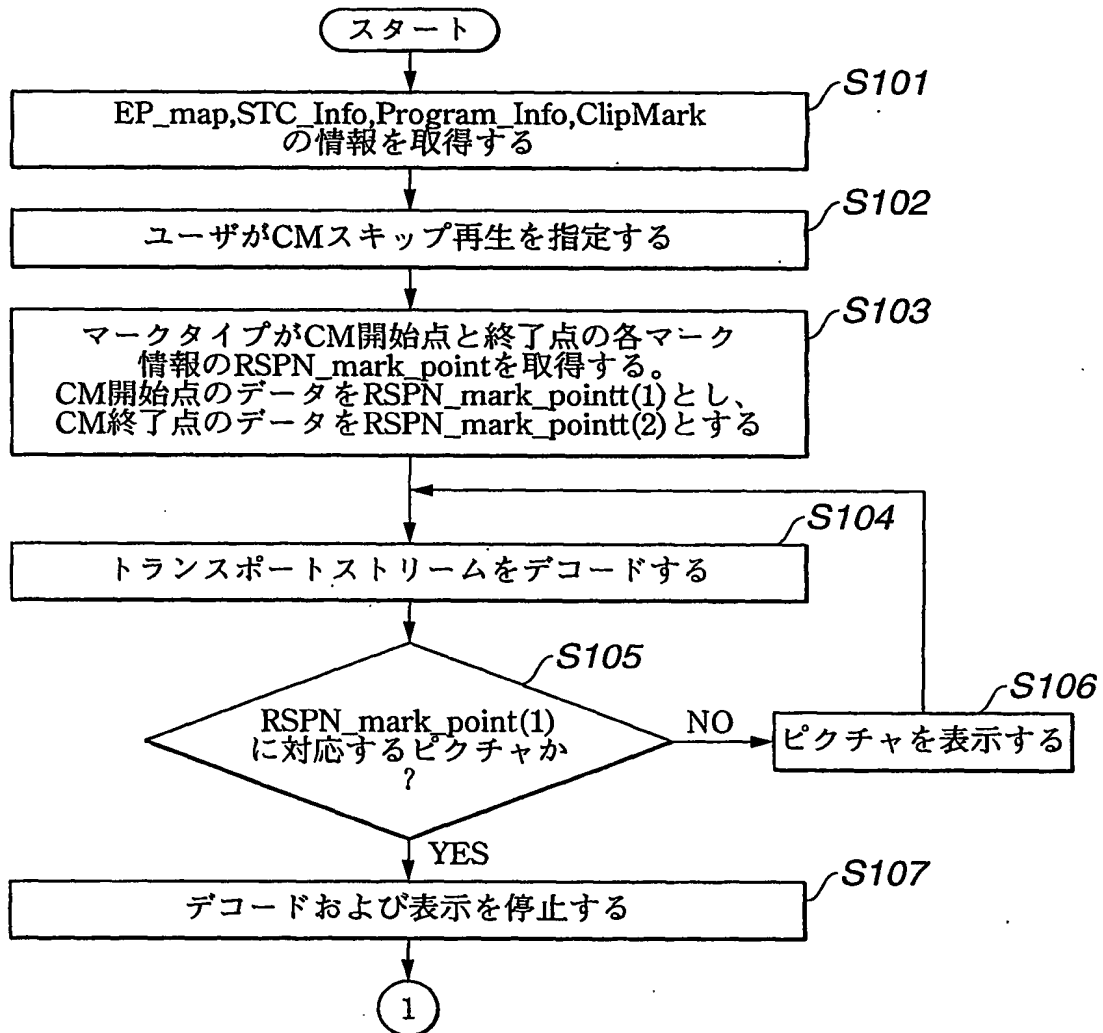 スタート
S101
EP_map,STC_Info,Program_Info,ClipMark
の情報を取得する
S102
ユーザがCMスキップ再生を指定する
S103
マークタイプがCM開始点と終了点の各マーク
情報のRSPN_mark_pointを取得する。
CM開始点のデータをRSPN_mark_pointt(1)とし、
CM終了点のデータをRSPN_mark_pointt(2)とする
S104
トランスポートストリームをデコードする
S105
RSPN_mark_point(1)
に対応するピクチャか
?
NO
S106
ピクチャを表示する
YES
S107
デコードおよび表示を停止する
1